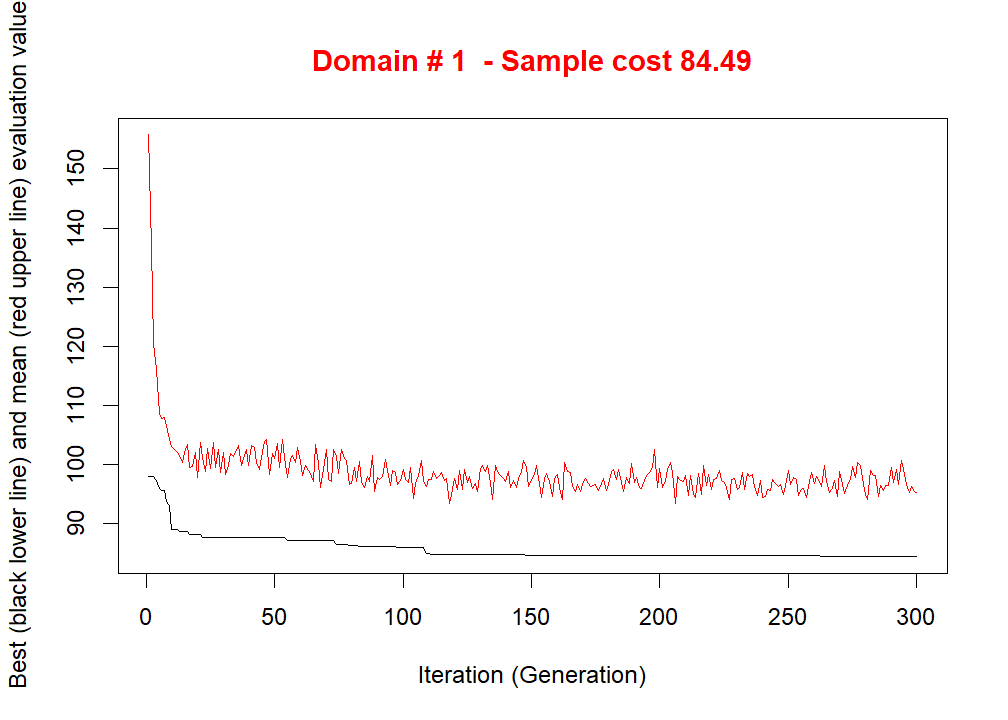 Domain # 1  - Sample cost 84.49
Best (black lower line) and mean (red upper line) evaluation value
150
140
130
120
110
100
90
0 50 100 150 200 250 300
Iteration (Generation)